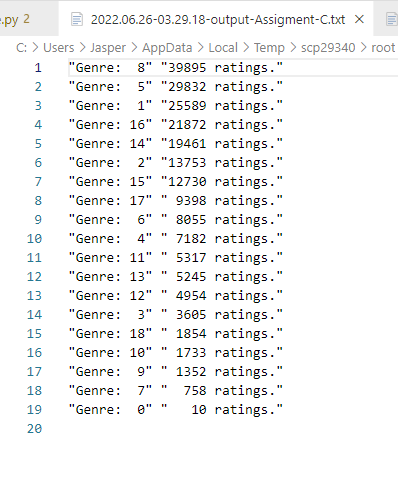 e.py 2
2022.06.26-03.29.18-output-Assigment-C.txt
C: > Users > Jasper > AppData > Local > Temp > scp29340 > root
1 "Genre:  8" "39895 ratings."
2 "Genre:  5" "29832 ratings."
3 "Genre:  1" "25589 ratings."
4 "Genre: 16" "21872 ratings."
5 "Genre: 14" "19461 ratings."
6 "Genre:  2" "13753 ratings."
7 "Genre: 15" "12730 ratings."
8 "Genre: 17" " 9398 ratings."
9 "Genre:  6" " 8055 ratings."
10 "Genre:  4" " 7182 ratings."
11 "Genre: 11" " 5317 ratings."
12 "Genre: 13" " 5245 ratings."
13 "Genre: 12" " 4954 ratings."
14 "Genre:  3" " 3605 ratings."
15 "Genre: 18" " 1854 ratings."
16 "Genre: 10" " 1733 ratings."
17 "Genre:  9" " 1352 ratings."
18 "Genre:  7" "  758 ratings."
19 "Genre:  0" "   10 ratings."
20